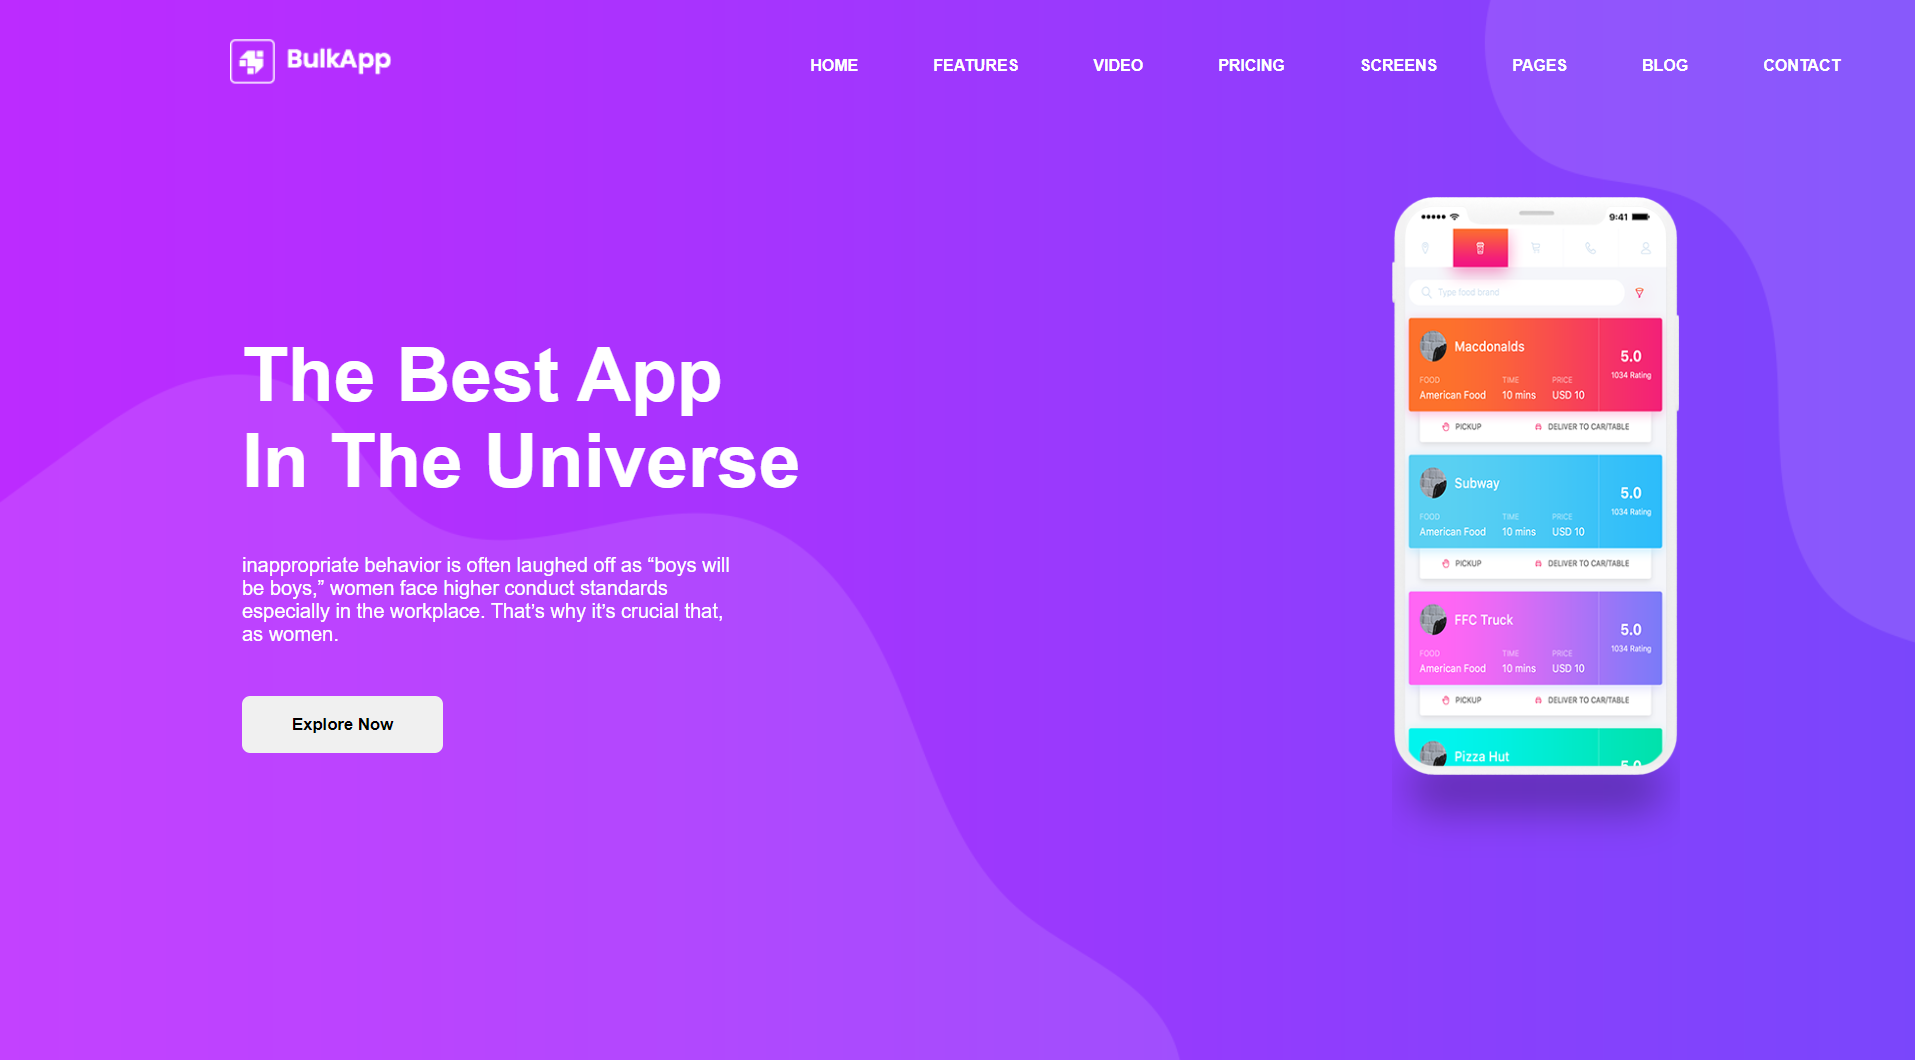 BulkApp
HOME FEATURES VIDEO PRICING SCREENS PAGES BLOG CONTACT
The Best App
In The Universe
inappropriate behavior is often laughed off as “boys will
be boys,” women face higher conduct standards
especially in the workplace. That’s why it’s crucial that,
as women.
Explore Now
9:41
Type food brand
Macdonalds
5.0
1034 Rating
FOOD TIME PRICE
American Food 10 mins USD 10
PICKUP DELIVER TO CAR/TABLE
Subway
5.0
1034 Rating
FOOD TIME PRICE
American Food 10 mins USD 10
PICKUP DELIVER TO CAR/TABLE
FFC Truck
5.0
1034 Rating
FOOD TIME PRICE
American Food 10 mins USD 10
PICKUP DELIVER TO CAR/TABLE
Pizza Hut
5.0